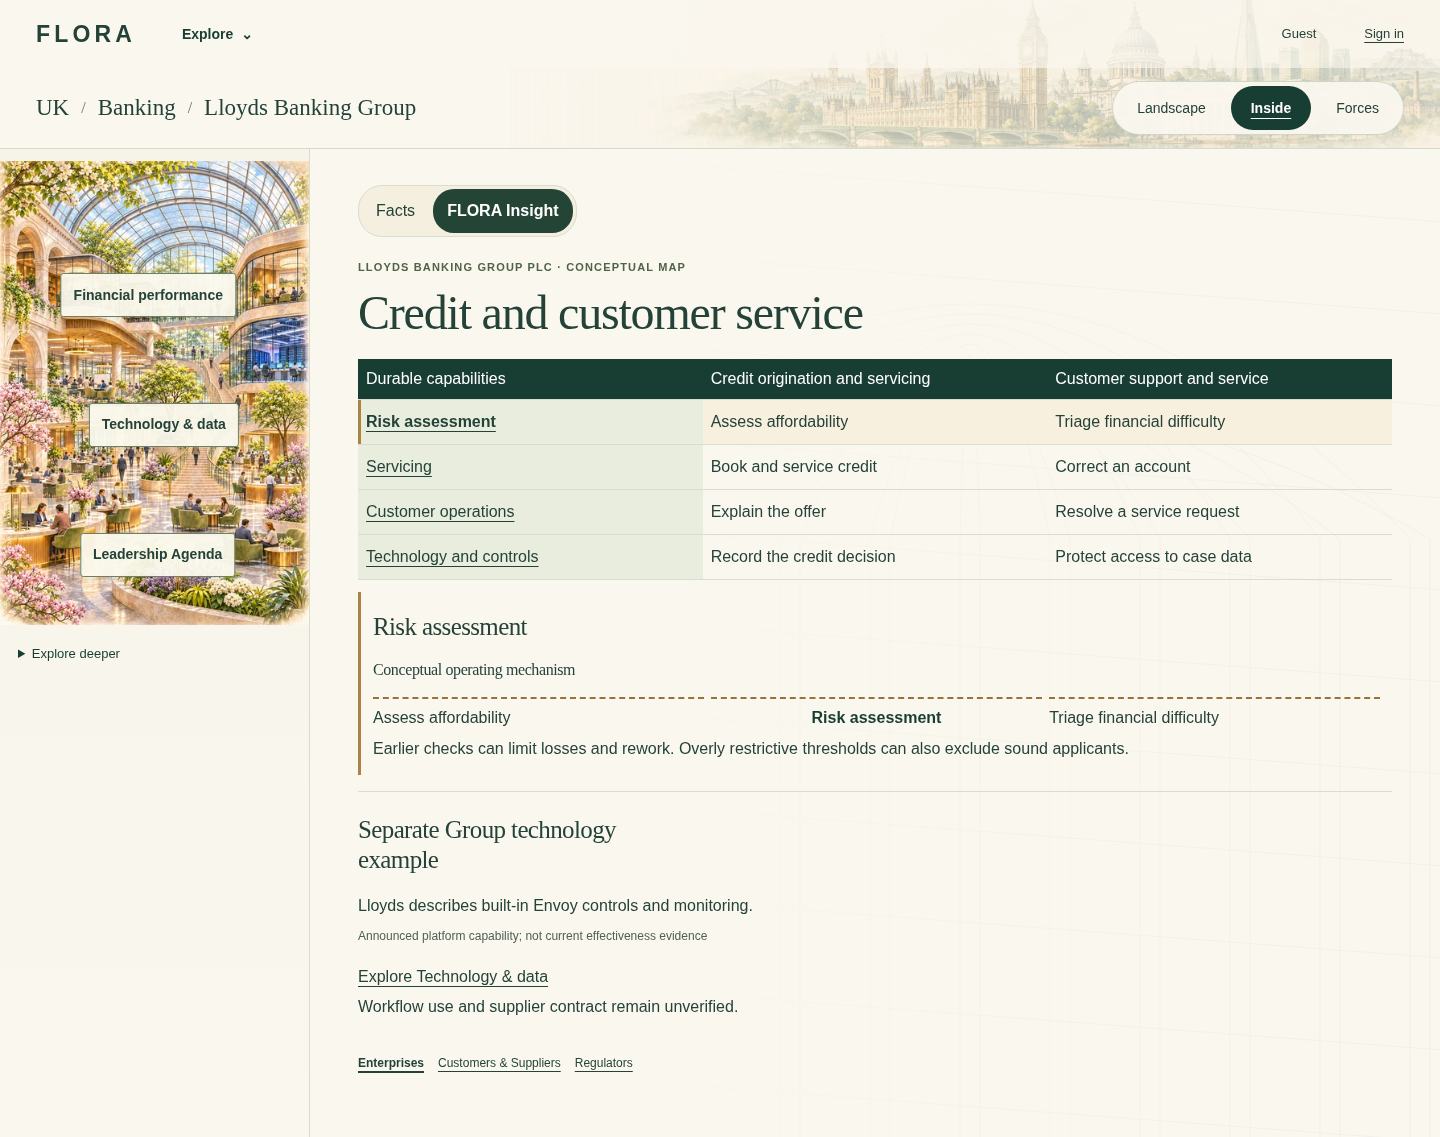 FLORA
Explore
Guest
Sign in
UK / Banking / Lloyds Banking Group
Landscape
Inside
Forces
Financial performance
Technology & data
Leadership Agenda
Explore deeper
Facts
FLORA Insight
LLOYDS BANKING GROUP PLC · CONCEPTUAL MAP
Credit and customer service
Durable capabilities Credit origination and servicing Customer support and service
Risk assessment Assess affordability Triage financial difficulty
Servicing Book and service credit Correct an account
Customer operations Explain the offer Resolve a service request
Technology and controls Record the credit decision Protect access to case data
Risk assessment
Conceptual operating mechanism
Assess affordability Risk assessment Triage financial difficulty
Earlier checks can limit losses and rework. Overly restrictive thresholds can also exclude sound applicants.
Separate Group technology
example
Lloyds describes built-in Envoy controls and monitoring.
Announced platform capability; not current effectiveness evidence
Explore Technology & data
Workflow use and supplier contract remain unverified.
Enterprises Customers & Suppliers Regulators